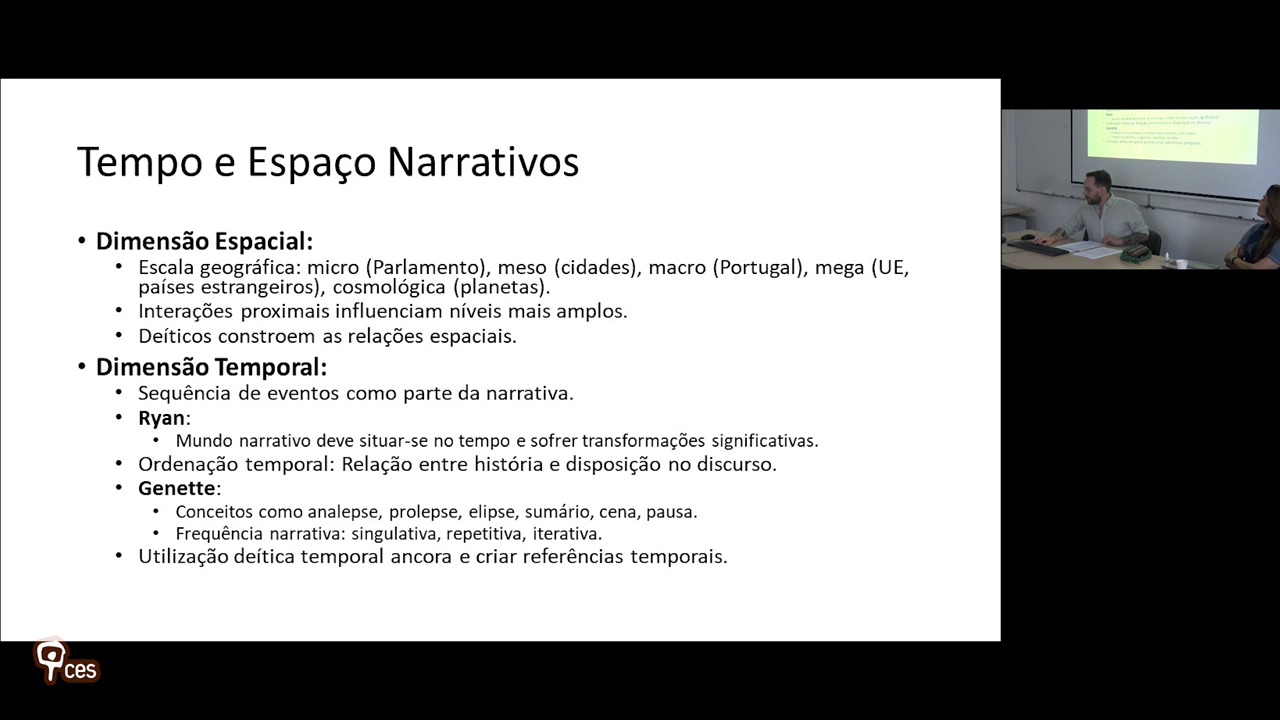 Tempo e Espaço Narrativos
• Dimensão Espacial:
• Escala geográfica: micro (Parlamento), meso (cidades), macro (Portugal), mega (UE,
países estrangeiros), cosmológica (planetas).
• Interações proximais influenciam níveis mais amplos.
• Deíticos constroem as relações espaciais.
• Dimensão Temporal:
• Sequência de eventos como parte da narrativa.
• Ryan:
• Mundo narrativo deve situar-se no tempo e sofrer transformações significativas.
• Ordenação temporal: Relação entre história e disposição no discurso.
• Genette:
• Conceitos como analepse, prolepse, elipse, sumário, cena, pausa.
• Frequência narrativa: singulativa, repetitiva, iterativa.
• Utilização deítica temporal ancora e criar referências temporais.
ces